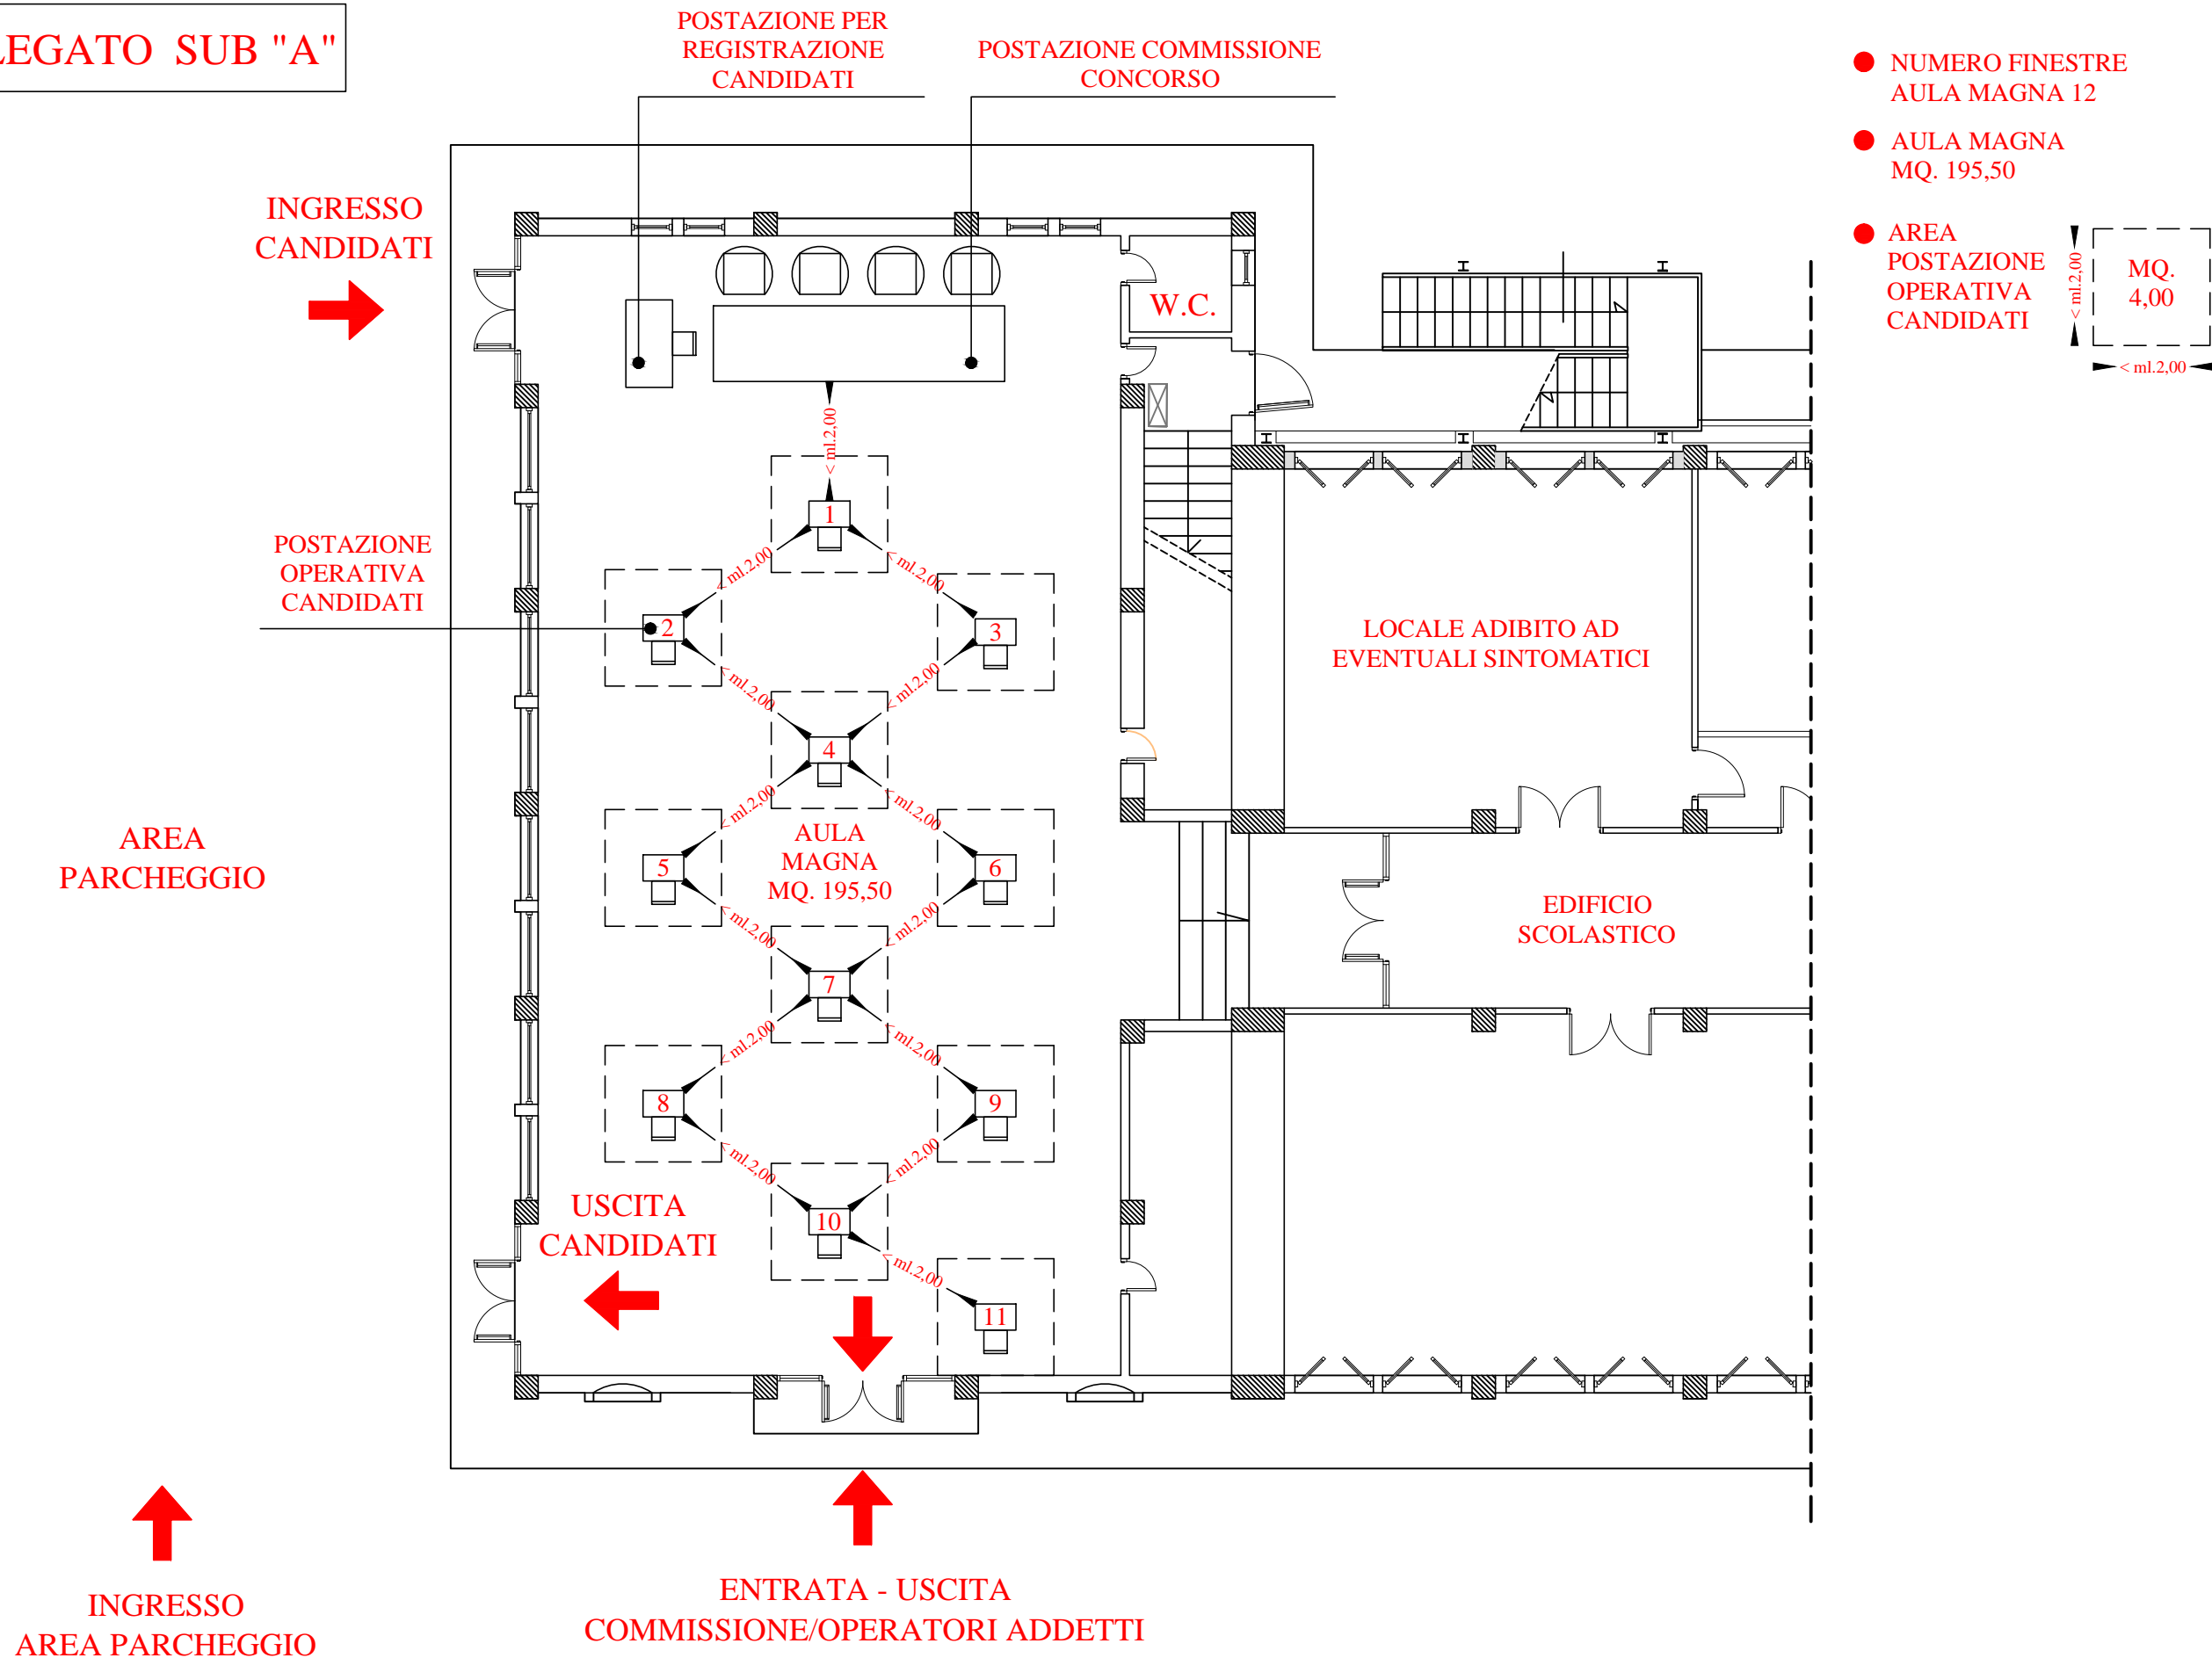 LEGATO SUB "A"
POSTAZIONE PER
REGISTRAZIONE
CANDIDATI
POSTAZIONE COMMISSIONE
CONCORSO
NUMERO FINESTRE
AULA MAGNA 12
AULA MAGNA
MQ. 195,50
AREA
POSTAZIONE
OPERATIVA
CANDIDATI
< ml.2,00
MQ.
4,00
< ml.2,00
INGRESSO
CANDIDATI
W.C.
< ml.2,00
1
< ml.2,00
< ml.2,00
POSTAZIONE
OPERATIVA
CANDIDATI
2
3
LOCALE ADIBITO AD
EVENTUALI SINTOMATICI
< ml.2,00
< ml.2,00
4
< ml.2,00
< ml.2,00
AREA
PARCHEGGIO
AULA
MAGNA
MQ. 195,50
5
6
EDIFICIO
SCOLASTICO
< ml.2,00
< ml.2,00
7
< ml.2,00
< ml.2,00
8
9
< ml.2,00
< ml.2,00
10
USCITA
CANDIDATI
< ml.2,00
11
INGRESSO
AREA PARCHEGGIO
ENTRATA - USCITA
COMMISSIONE/OPERATORI ADDETTI